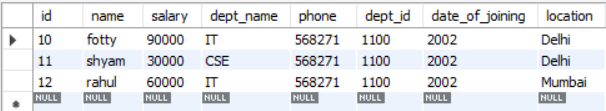 id name salary dept_name phone dept_id date_of_joining location
10 fotty 90000 IT 568271 1100 2002 Delhi
11 shyam 30000 CSE 568271 1100 2002 Delhi
12 rahul 60000 IT 568271 1100 2002 Mumbai
NULL NULL NULL NULL NULL NULL NULL NULL